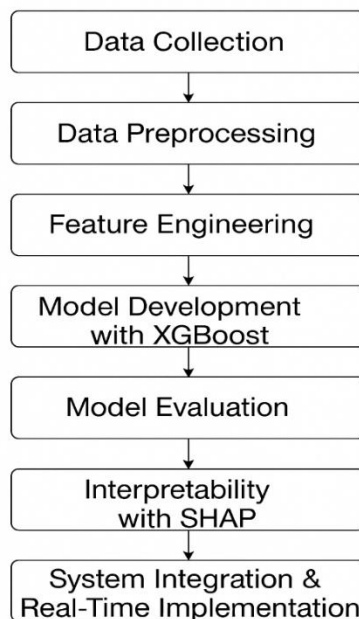 Data Collection
Data Preprocessing
Feature Engineering
Model Development
with XGBoost
Model Evaluation
Interpretability
with SHAP
System Integration &
Real-Time Implementation